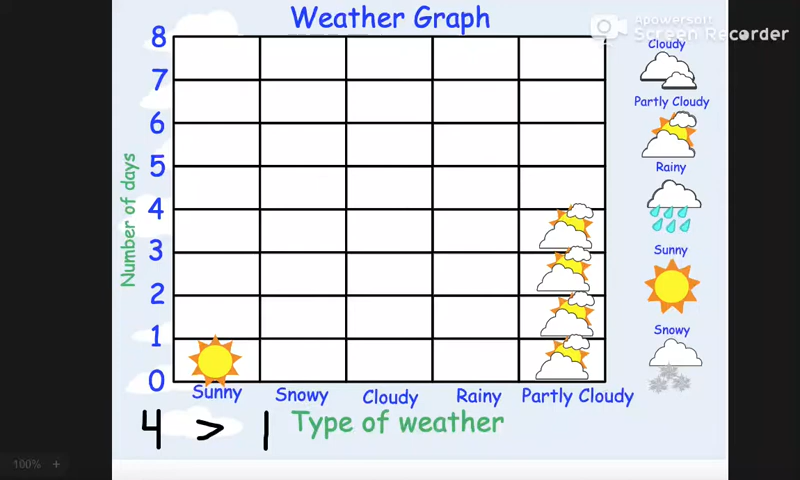 Weather Graph
Apowersoft
Screen Recorder
8
7
6
5
4
3
2
1
0
Number of days
Sunny Snowy Cloudy Rainy Partly Cloudy
4 > 1
Type of weather
Cloudy
Partly Cloudy
Rainy
Sunny
Snowy
100% +